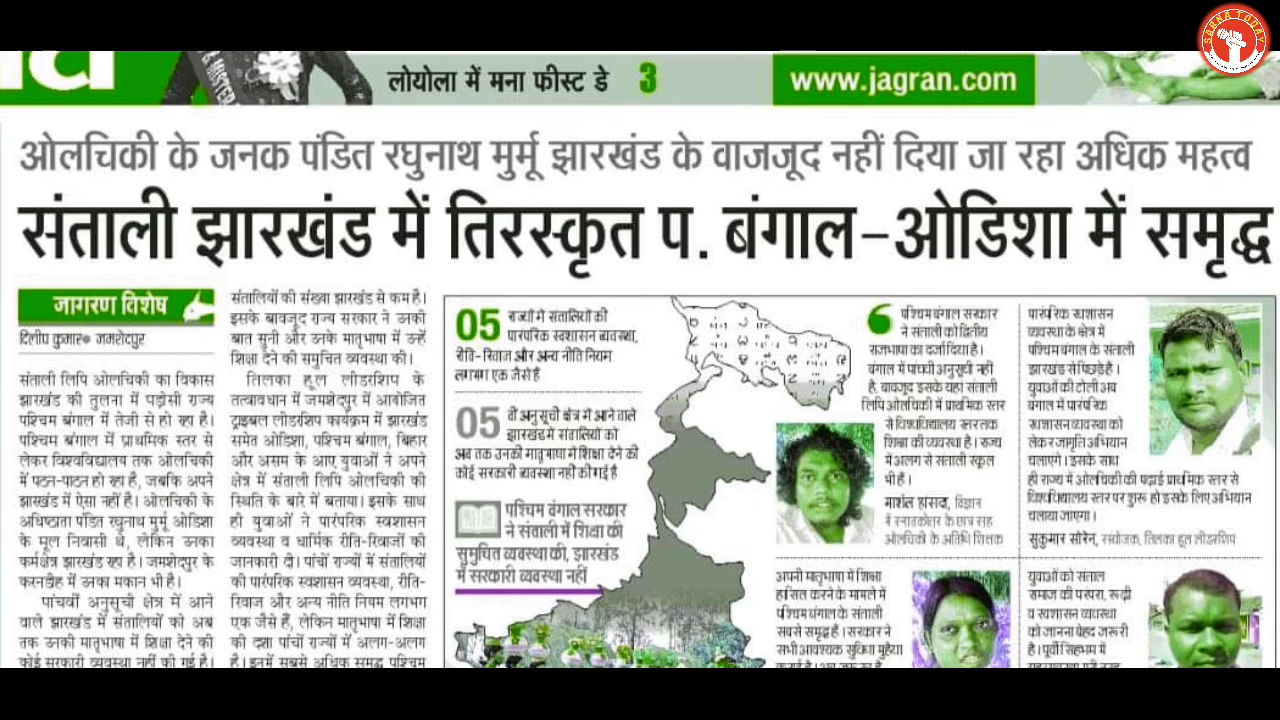 SARNA TODAY
& MISTER
लोयोला में मना फीस्ट डे 3
www.jagran.com
ओलचिकी के जनक पंडित रघुनाथ मुर्मू झारखंड के वाजजूद नहीं दिया जा रहा अधिक महत्व
संताली झारखंड में तिरस्कृत प. बंगाल-ओडिशा में समृद्ध
जागरण विशेष
दिलीप कुमार● जमशेदपुर
संताली लिपि ओलचिकी का विकास
झारखंड की तुलना में पड़ोसी राज्य
पश्चिम बंगाल में तेजी से हो रहा है।
पश्चिम बंगाल में प्राथमिक स्तर से
लेकर विश्वविद्यालय तक ओलचिकी
में पठन-पाठन हो रहा है, जबकि अपने
झारखंड में ऐसा नहीं है। ओलचिकी के
अधिष्ठाता पंडित रघुनाथ मुर्मू ओडिशा
के मूल निवासी थे, लेकिन उनका
कर्मक्षेत्र झारखंड रहा है। जमशेदपुर के
करनडीह में उनका मकान भी है।
पांचवीं अनुसूची क्षेत्र में आने
वाले झारखंड में संतालियों को अब
तक उनकी मातृभाषा में शिक्षा देने की
कोई सरकारी व्यवस्था नहीं की गई है।
संतालियों की संख्या झारखंड से कम है।
इसके बावजूद राज्य सरकार ने उनकी
बात सुनी और उनके मातृभाषा में उन्हें
शिक्षा देने की समुचित व्यवस्था की।
तिलका हूल लीडरशिप के
तत्वावधान में जमशेदपुर में आयोजित
ट्राइबल लीडरशिप कार्यक्रम में झारखंड
समेत ओडिशा, पश्चिम बंगाल, बिहार
और असम के आए युवाओं ने अपने
क्षेत्र में संताल लिपि ओलचिकी की
स्थिति के बारे में बताया। इसके साथ
ही युवाओं ने पारंपरिक स्वशासन
व्यवस्था व धार्मिक रीति-रिवाजों की
जानकारी दी। पांचों राज्यों में संतालियों
की पारंपरिक स्वशासन व्यवस्था, रीति-
रिवाज और अन्य नीति नियम लगभग
एक जैसे हैं, लेकिन मातृभाषा में शिक्षा
की दशा पांचों राज्यों में अलग-अलग
है। इनमें सबसे अधिक समृद्ध पश्चिम
05 राज्यों में संतालियों की
पारंपरिक स्वशासन व्यवस्था,
रीति-रिवाज और अन्य नीति नियम
लगभग एक जैसे हैं
05 वीं अनुसूची क्षेत्र में आने वाले
झारखंड में संतालियों को
अब तक उनकी मातृभाषा में शिक्षा देने की
कोई सरकारी व्यवस्था नहीं की गई है
पश्चिम बंगाल सरकार
ने संताली में शिक्षा की
समुचित व्यवस्था की, झारखंड
में सरकारी व्यवस्था नहीं
पश्चिम बंगाल सरकार
ने संताली को द्वितीय
राजभाषा का दर्जा दिया है।
बंगाल में पांचवीं अनुसूची नहीं
है, बावजूद इसके यहां संताली
लिपि ओलचिकी में प्राथमिक स्तर
से विश्वविद्यालय स्तर तक
शिक्षा की व्यवस्था है। राज्य
में अलग से संताली स्कूल
भी हैं।
मार्शल हांसदा, विज्ञान
में स्नातकोत्तर के छात्र सह
ओलचिकी के अतिथि शिक्षक
पारंपरिक स्वशासन
व्यवस्था के क्षेत्र में
पश्चिम बंगाल के संताली
झारखंड से पिछड़े हैं।
युवाओं की टोली अब
बंगाल में पारंपरिक
स्वशासन व्यवस्था को
लेकर जागृति अभियान
चलाएंगे। इसके साथ
ही राज्य में ओलचिकी की पढ़ाई प्राथमिक स्तर से
विश्वविद्यालय स्तर पर शुरू हो इसके लिए अभियान
चलाया जाएगा।
सुकुमार सोरेन, संयोजक, तिलका हूल लीडरशिप
अपनी मातृभाषा में शिक्षा
हासिल करने के मामले में
पश्चिम बंगाल के संताली
सबसे समृद्ध हैं। सरकार ने
सभी आवश्यक सुविधा मुहैया
युवाओं को संताल
समाज की परंपरा, रूढ़ी
व स्वशासन व्यवस्था
को जानना बेहद जरूरी
है। पूर्वी सिंहभूम में